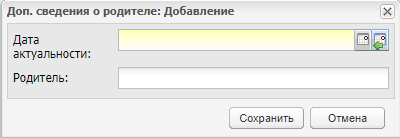 Доп. сведения о родителе: Добавление
Дата
актуальности:
Родитель:
Сохранить Отмена